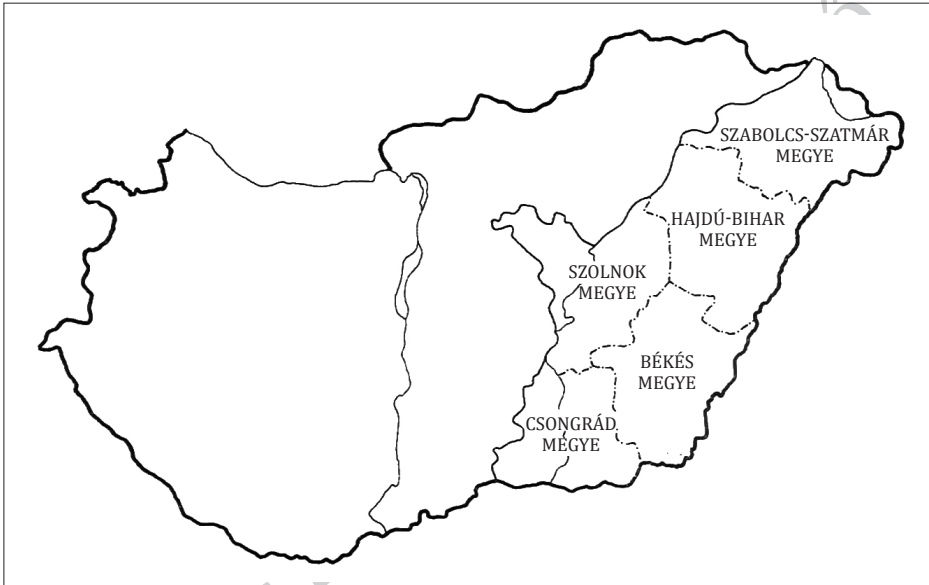 SZABOLCS-SZATMÁR
MEGYE
HAJDÚ-BIHAR
MEGYE
SZOLNOK
MEGYE
BÉKÉS
MEGYE
CSONGRÁD
MEGYE